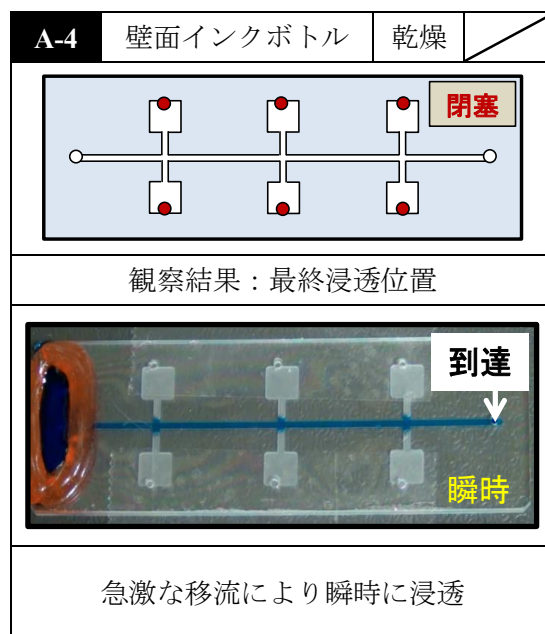 A-4 壁面インクボトル 乾燥
閉塞
観察結果：最終浸透位置
到達
瞬時
急激な移流により瞬時に浸透